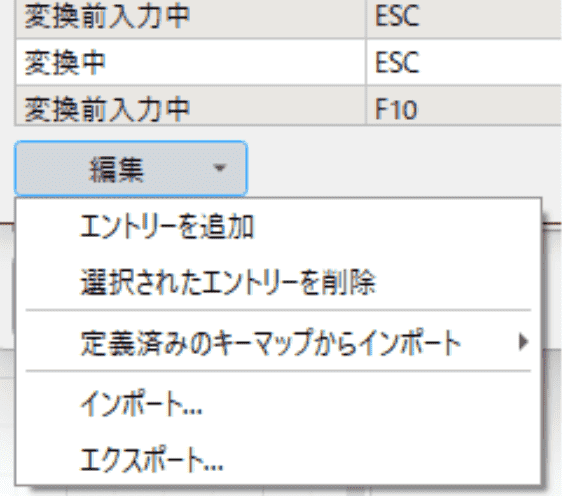 変換前入力中 ESC
変換中 ESC
変換前入力中 F10
編集
エントリーを追加
選択されたエントリーを削除
定義済みのキーマップからインポート
インポート...
エクスポート...